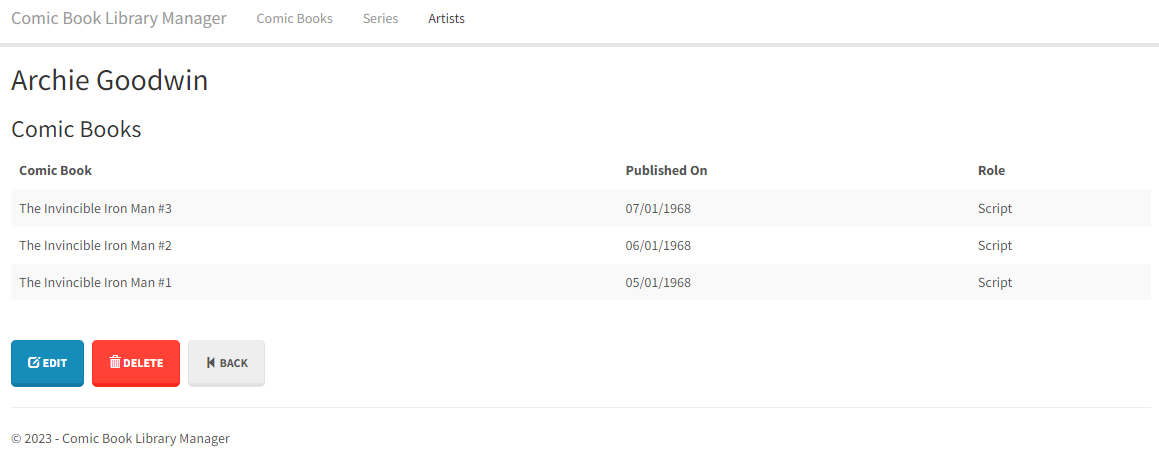 Comic Book Library Manager Comic Books Series Artists
Archie Goodwin
Comic Books
Comic Book Published On Role
The Invincible Iron Man #3 07/01/1968 Script
The Invincible Iron Man #2 06/01/1968 Script
The Invincible Iron Man #1 05/01/1968 Script
EDIT DELETE BACK
© 2023 - Comic Book Library Manager